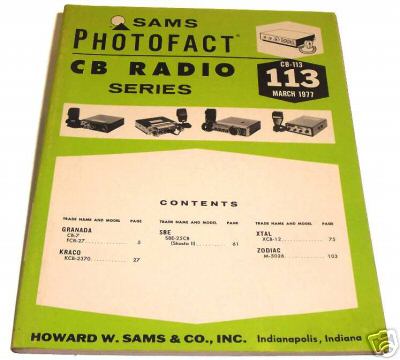 SAMS
PHOTOFACT®
CB RADIO
SERIES
CB-113
113
MARCH 1977
CONTENTS
TRADE NAME AND MODEL PAGE
GRANADA
CB-7
FCB-27 5
KRACO
KCB-2370 27
TRADE NAME AND MODEL PAGE
SBE
SBE-25CB
(Shasta II) 61
TRADE NAME AND MODEL PAGE
XTAL
XCB-12 75
ZODIAC
M-5026 103
HOWARD W. SAMS & CO., INC. Indianapolis, Indiana